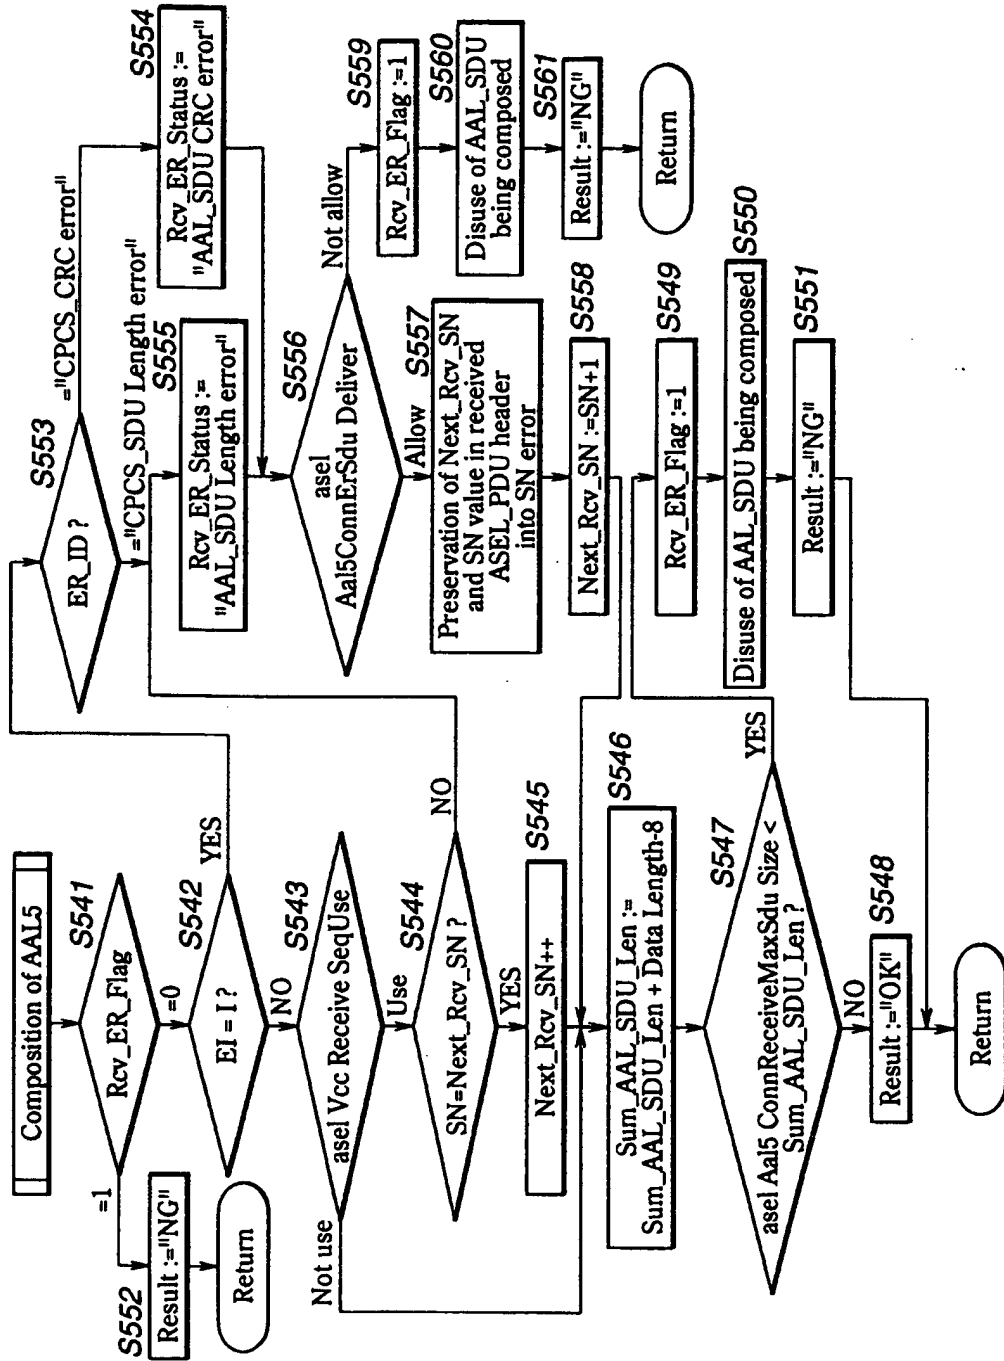 Composition of AAL5
S541
Rcv_ER_Flag
=1
=0
S552
Result :="NG"
Return
S542
EI = I ?
YES
NO
S543
asel Vcc Receive SeqUse
Not use
Use
S544
SN=Next_Rcv_SN ?
NO
YES
S545
Next_Rcv_SN++
S546
Sum_AAL_SDU_Len :=
Sum_AAL_SDU_Len + Data Length-8
S547
asel Aal5 ConnReceiveMaxSdu Size <
Sum_AAL_SDU_Len ?
YES
NO
S548
Result :="OK"
Return
S553
ER_ID ?
="CPCS_CRC error"
="CPCS_SDU Length error"
S554
Rcv_ER_Status :=
"AAL_SDU CRC error"
S555
Rcv_ER_Status :=
"AAL_SDU Length error"
S556
asel
Aal5ConnErSdu Deliver
Not allow
Allow
S557
Preservation of Next_Rcv_SN
and SN value in received
ASEL_PDU header
into SN error
S558
Next_Rcv_SN :=SN+1
S549
Rcv_ER_Flag :=1
S550
Disuse of AAL_SDU being composed
S551
Result :="NG"
S559
Rcv_ER_Flag :=1
S560
Disuse of AAL_SDU
being composed
S561
Result :="NG"
Return